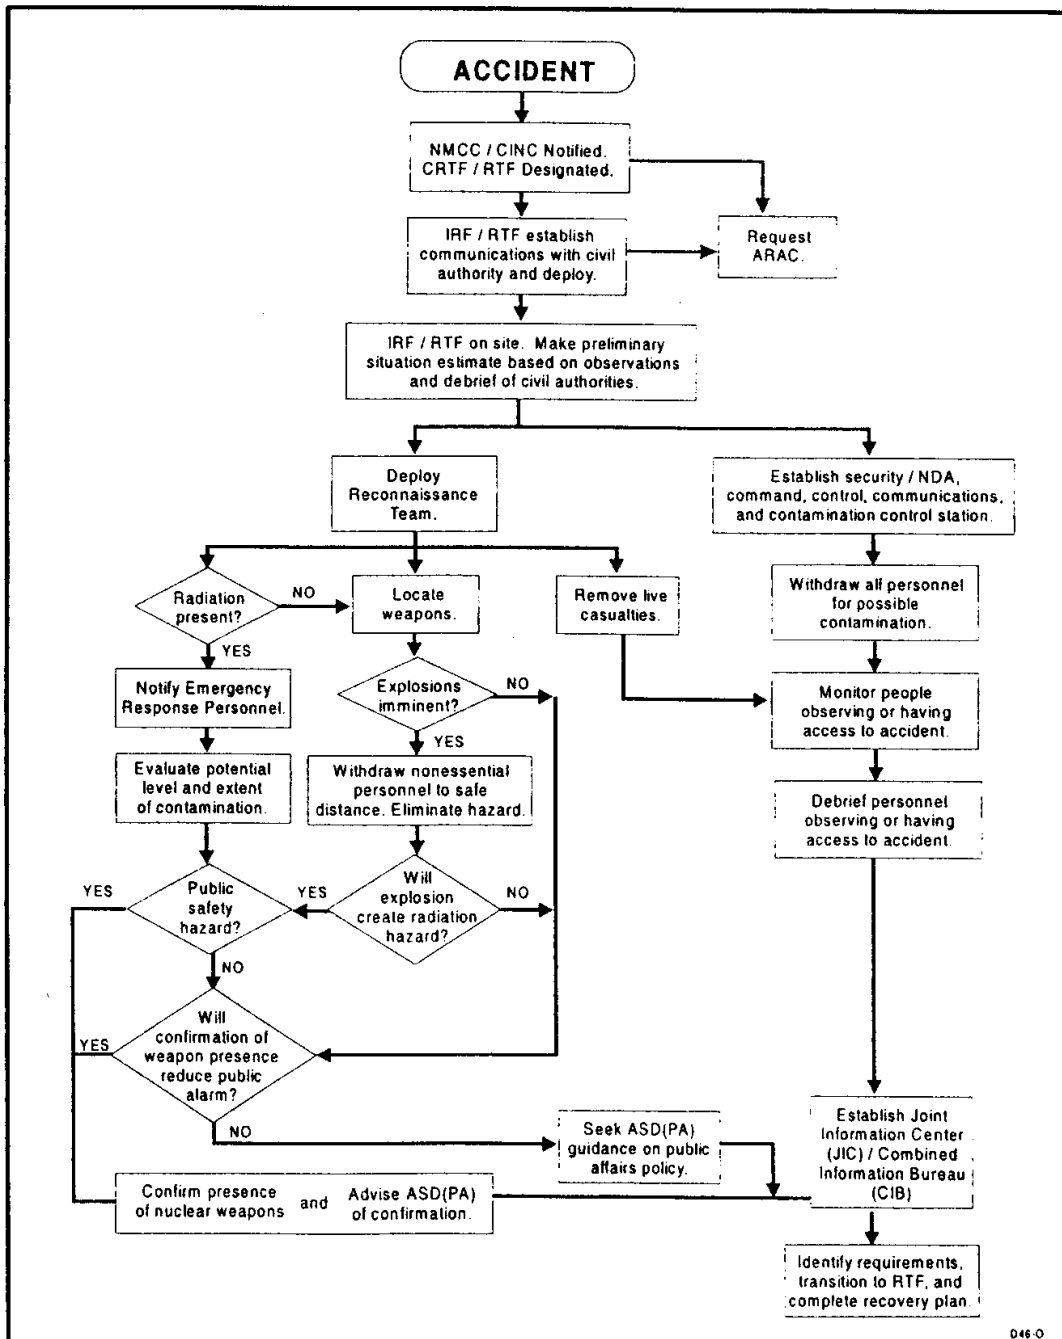 ACCIDENT
NMCC / CINC Notified.
CRTF / RTF Designated.
IRF / RTF establish
communications with civil
authority and deploy.
Request
ARAC.
IRF / RTF on site. Make preliminary
situation estimate based on observations
and debrief of civil authorities.
Deploy
Reconnaissance
Team.
Establish security / NDA,
command, control, communications,
and contamination control station.
Radiation
present?
NO
Locate
weapons.
Remove live
casualties.
Withdraw all personnel
for possible
contamination.
YES
Notify Emergency
Response Personnel.
Explosions
imminent?
NO
Monitor people
observing or having
access to accident.
YES
Evaluate potential
level and extent
of contamination.
Withdraw nonessential
personnel to safe
distance. Eliminate hazard.
Debrief personnel
observing or having
access to accident.
YES
Public
safety
hazard?
YES
Will
explosion
create radiation
hazard?
NO
NO
YES
Will
confirmation of
weapon presence
reduce public
alarm?
NO
Seek ASD(PA)
guidance on public
affairs policy.
Establish Joint
Information Center
(JIC) / Combined
Information Bureau
(CIB)
Confirm presence
of nuclear weapons
and
Advise ASD(PA)
of confirmation.
Identify requirements,
transition to RTF, and
complete recovery plan.
D46-O